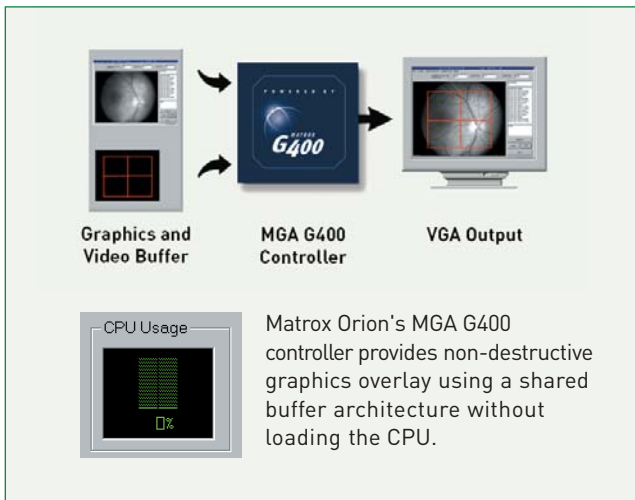 POWERED BY
MATROX
G400
Graphics and
Video Buffer
MGA G400
Controller
VGA Output
CPU Usage
0%
Matrox Orion's MGA G400
controller provides non-destructive
graphics overlay using a shared
buffer architecture without
loading the CPU.